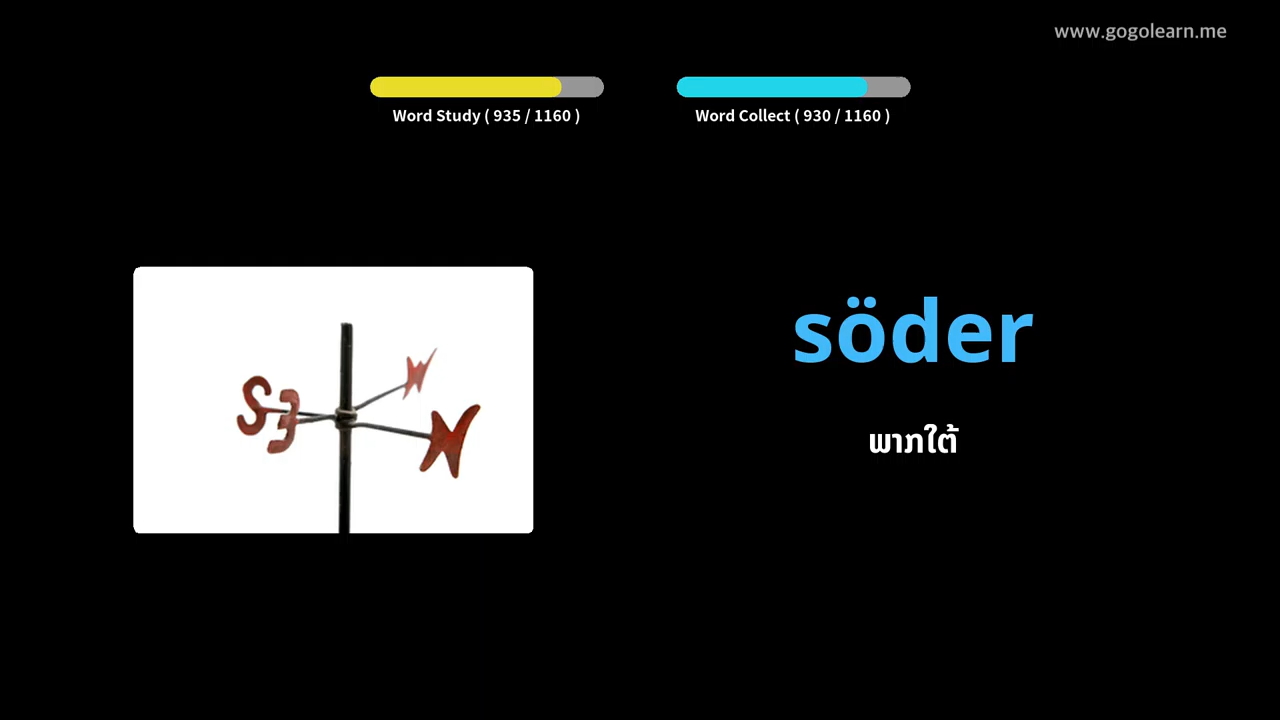 www.gogolearn.me
Word Study ( 935 / 1160 )
Word Collect ( 930 / 1160 )
söder
ພາກໃຕ້
S E N